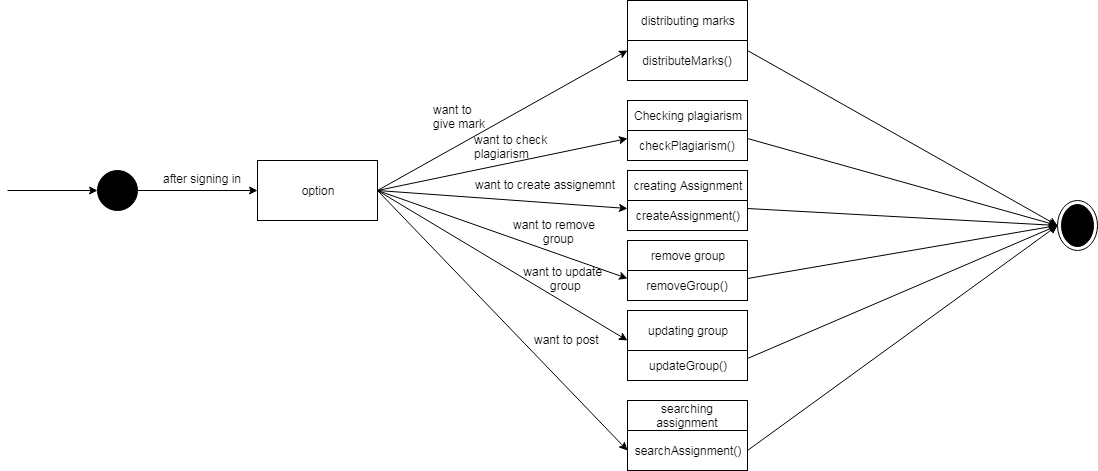 after signing in
option
want to
give mark
want to check
plagiarism
want to create assignemnt
want to remove
group
want to update
group
want to post
distributing marks
distributeMarks()
Checking plagiarism
checkPlagiarism()
creating Assignment
createAssignment()
remove group
removeGroup()
updating group
updateGroup()
searching
assignment
searchAssignment()